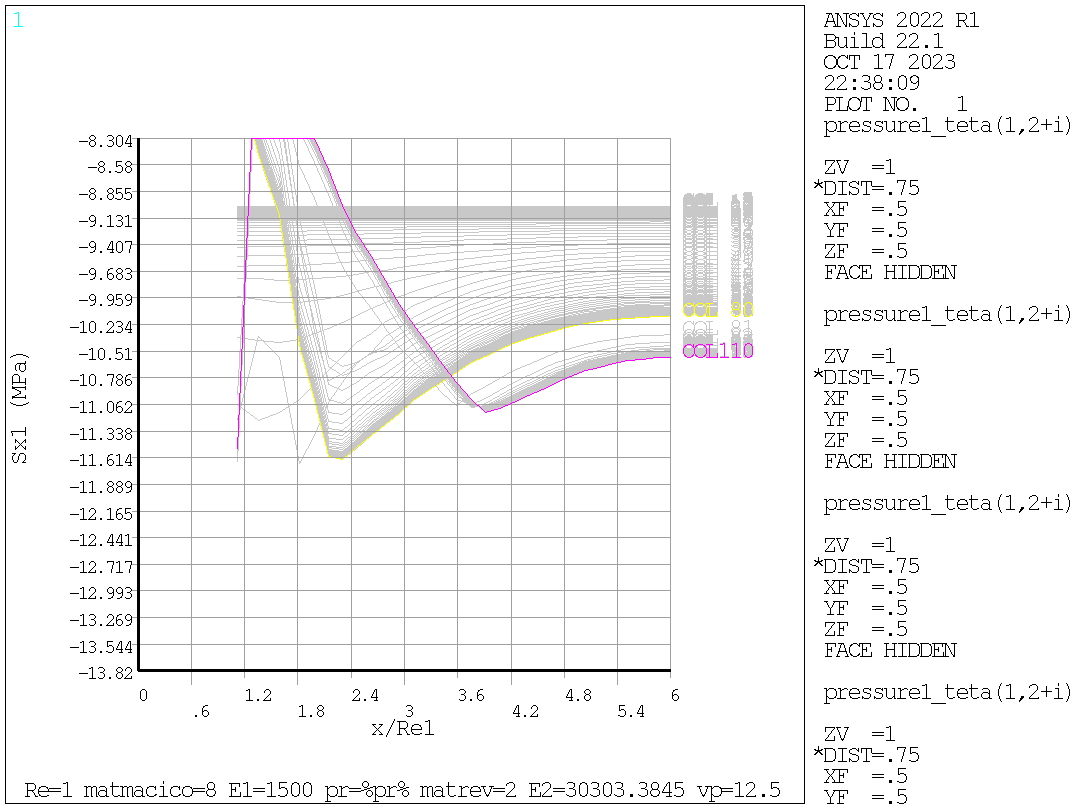 1
ANSYS 2022 R1
Build 22.1
OCT 17 2023
22:38:09
PLOT NO.   1
pressure1_teta(1,2+i)
ZV  =1
*DIST=.75
XF  =.5
YF  =.5
ZF  =.5
FACE HIDDEN
pressure1_teta(1,2+i)
ZV  =1
*DIST=.75
XF  =.5
YF  =.5
ZF  =.5
FACE HIDDEN
pressure1_teta(1,2+i)
ZV  =1
*DIST=.75
XF  =.5
YF  =.5
ZF  =.5
FACE HIDDEN
pressure1_teta(1,2+i)
ZV  =1
*DIST=.75
XF  =.5
YF  =.5
Sx1 (MPa)
-8.304
-8.58
-8.855
-9.131
-9.407
-9.683
-9.959
-10.234
-10.51
-10.786
-11.062
-11.338
-11.614
-11.889
-12.165
-12.441
-12.717
-12.993
-13.269
-13.544
-13.82
COL110
0
.6
1.2
1.8
2.4
3
3.6
4.2
4.8
5.4
6
x/Re1
Re=1 matmacico=8 E1=1500 pr=%pr% matrev=2 E2=30303.3845 vp=12.5